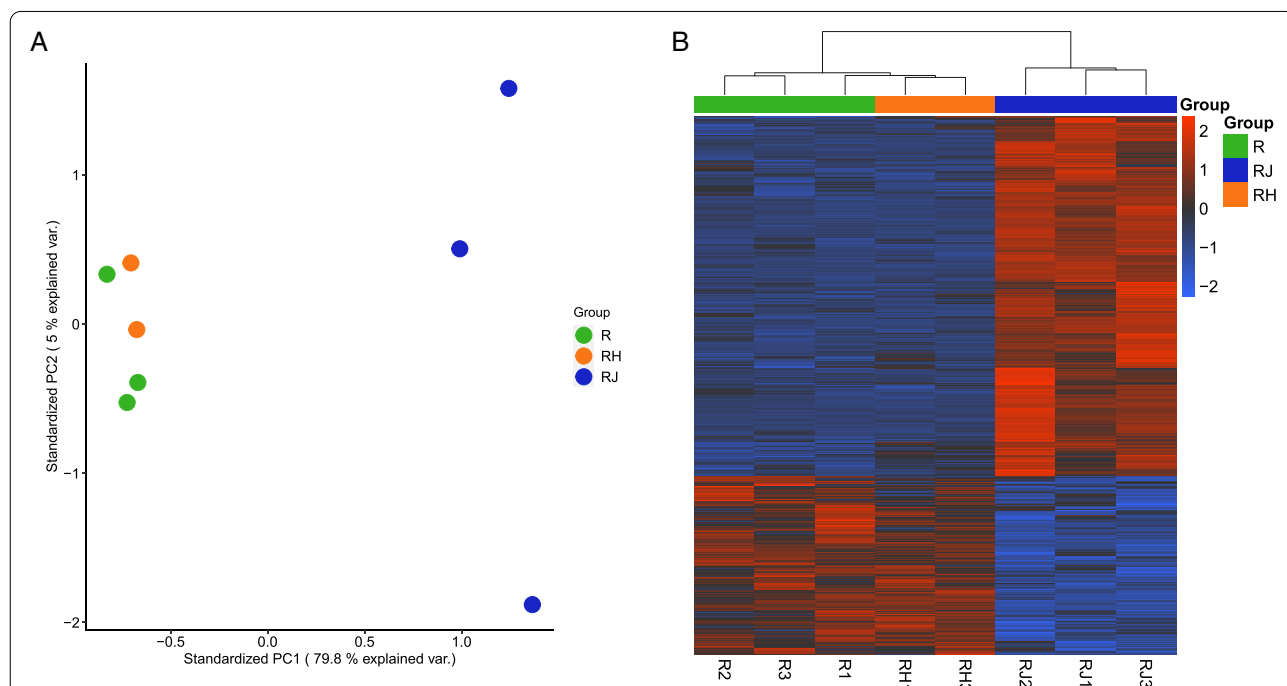 A
1
0
−1
−2
Standardized PC2 ( 5 % explained var.)
−0.5
0.0
0.5
1.0
Standardized PC1 ( 79.8 % explained var.)
Group
R
RH
RJ
B
Group
2
1
0
−1
−2
Group
R
RJ
RH
R2
R3
R1
RJ2
RJ1
RJ3